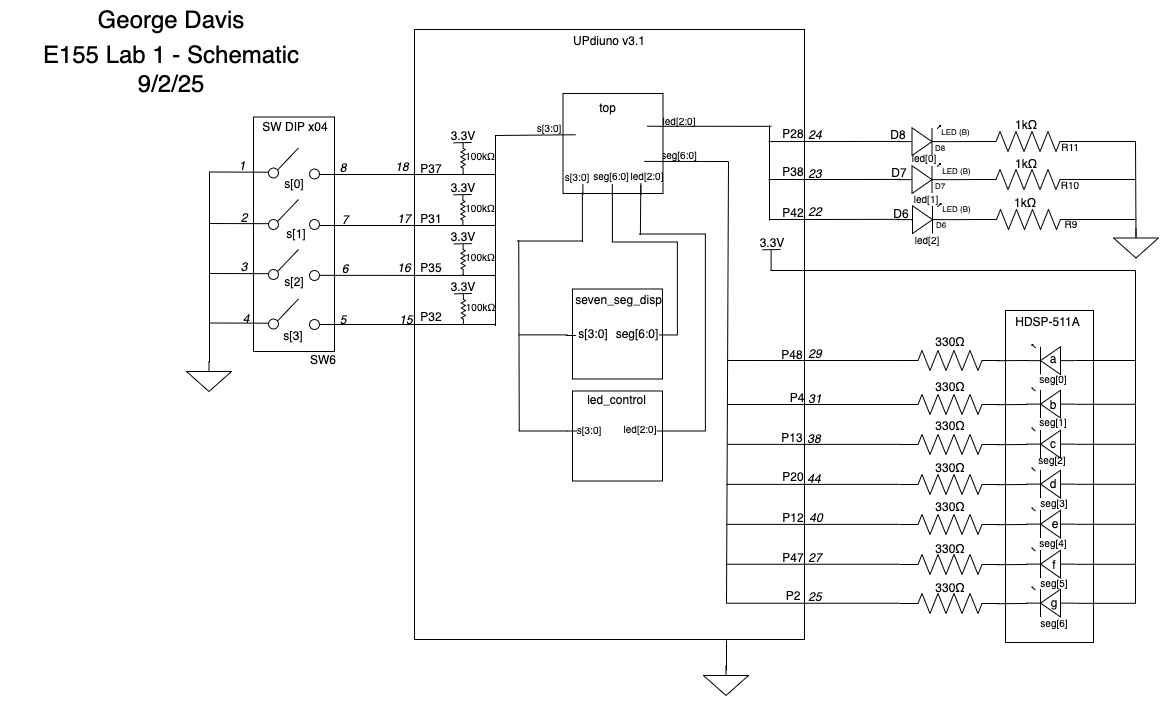 George Davis
E155 Lab 1 - Schematic
9/2/25
UPdiuno v3.1
SW DIP x04
1
s[0]
8
2
s[1]
7
3
s[2]
6
4
s[3]
5
SW6
18 P37
17 P31
16 P35
15 P32
3.3V
100kΩ
3.3V
100kΩ
3.3V
100kΩ
3.3V
100kΩ
top
s[3:0]
led[2:0]
seg[6:0]
s[3:0] seg[6:0] led[2:0]
seven_seg_disp
s[3:0] seg[6:0]
led_control
s[3:0] led[2:0]
P28 24
D8
LED (B)
D8
led[0]
1kΩ
R11
P38 23
D7
LED (B)
D7
led[1]
1kΩ
R10
P42 22
D6
LED (B)
D6
led[2]
1kΩ
R9
3.3V
HDSP-511A
P48 29
330Ω
a
seg[0]
P4 31
330Ω
b
seg[1]
P13 38
330Ω
c
seg[2]
P20 44
330Ω
d
seg[3]
P12 40
330Ω
e
seg[4]
P47 27
330Ω
f
seg[5]
P2 25
330Ω
g
seg[6]